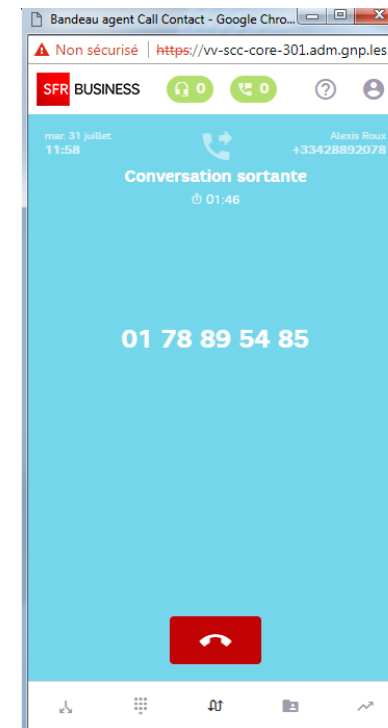 Bandeau agent Call Contact - Google Chro...
Non sécurisé | https://vv-scc-core-301.adm.gnp.les
SFR BUSINESS 0 0
mar. 31 juillet
11:58
Alexis Roux
+33428892078
Conversation sortante
01:46
01 78 89 54 85